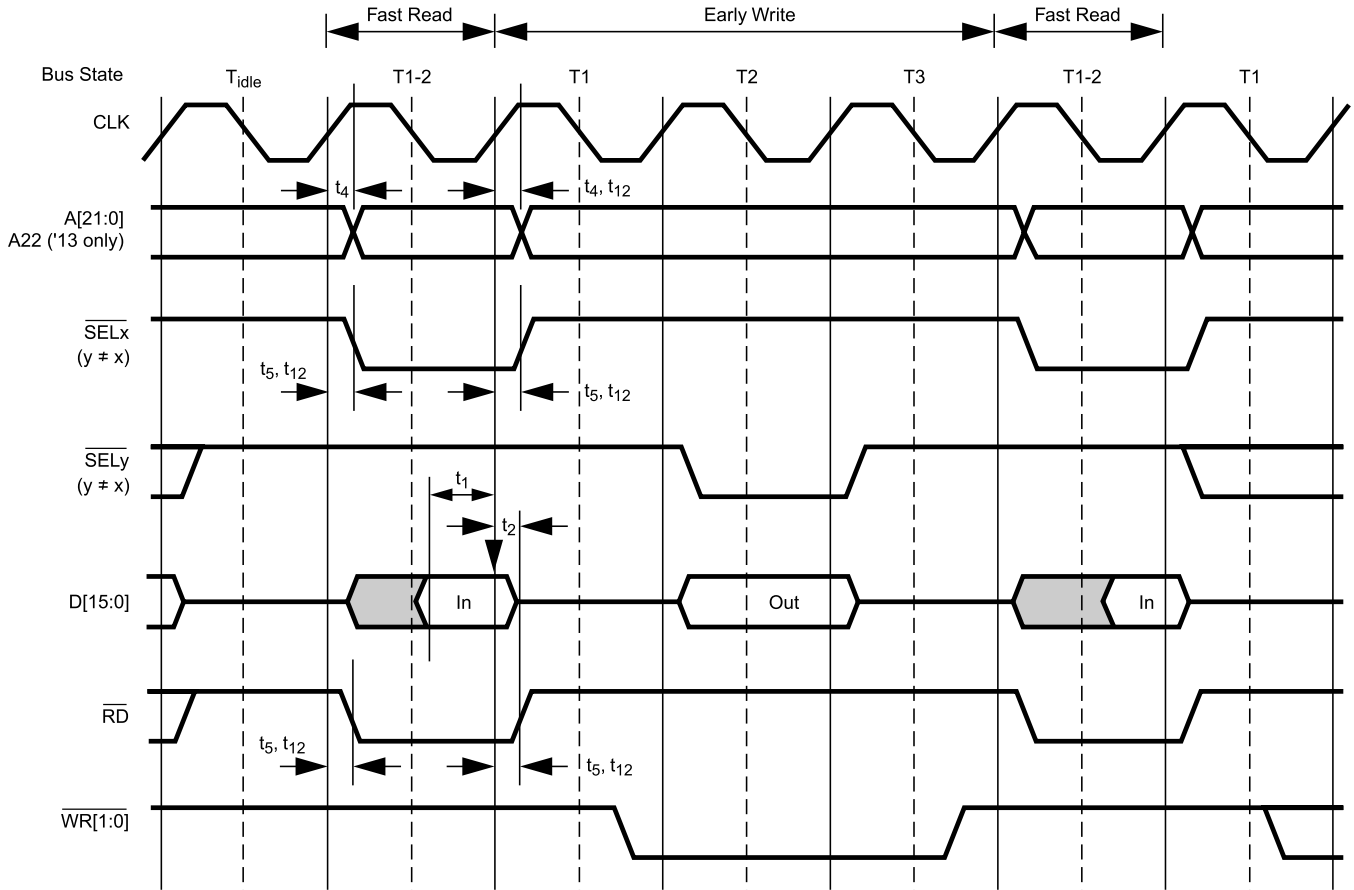 Fast Read Early Write Fast Read
Bus State T_idle T1-2 T1 T2 T3 T1-2 T1
CLK
t4 t4, t12
A[21:0]
A22 ('13 only)
SELx
(y ≠ x)
t5, t12 t5, t12
SELy
(y ≠ x)
t1
t2
D[15:0] In Out In
RD
t5, t12 t5, t12
WR[1:0]